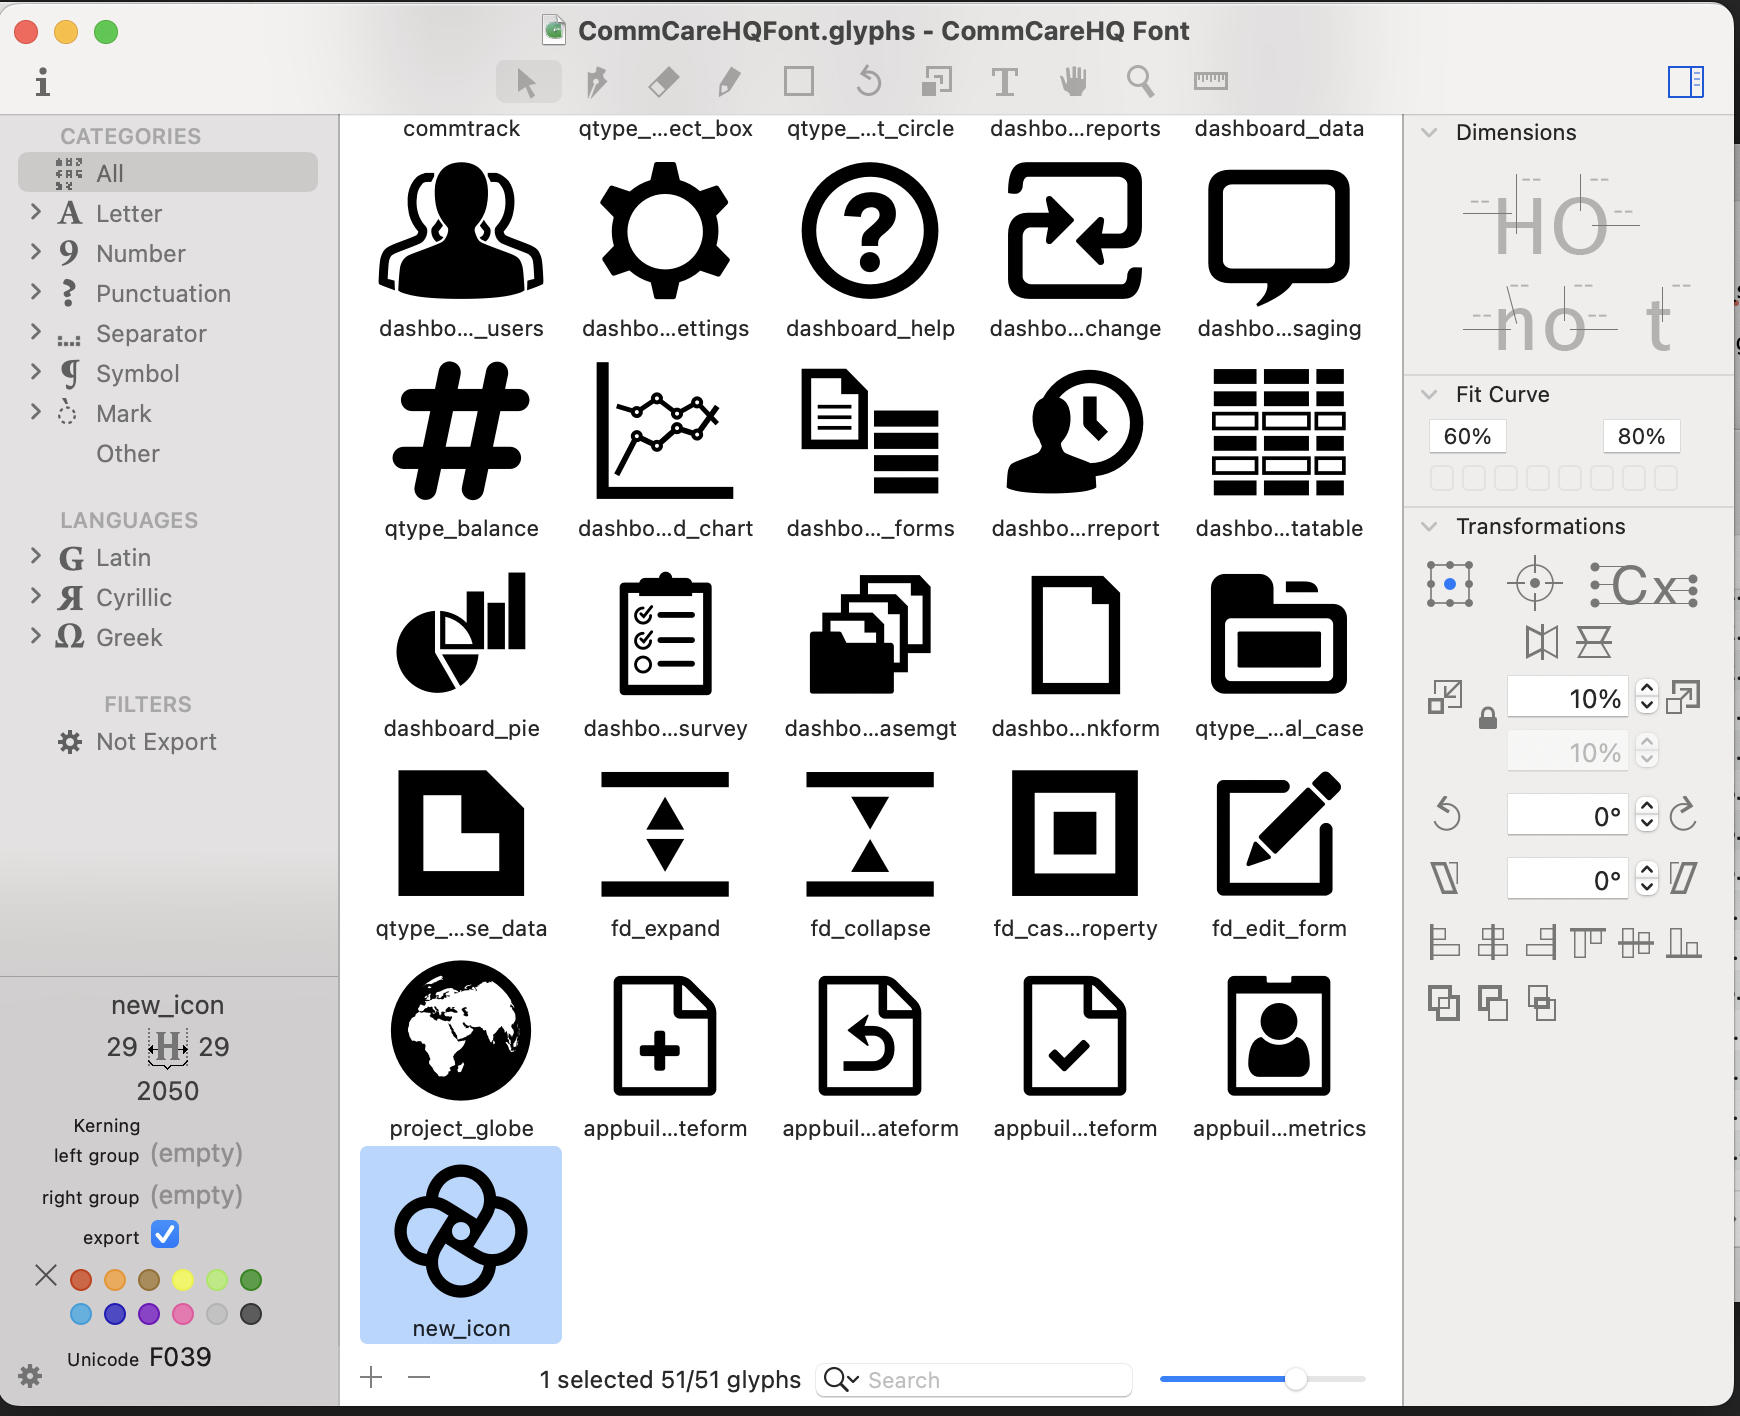 CommCareHQFont.glyphs - CommCareHQ Font
CATEGORIES
All
Letter
Number
Punctuation
Separator
Symbol
Mark
Other
LANGUAGES
Latin
Cyrillic
Greek
FILTERS
Not Export
new_icon
29 H 29
2050
Kerning
left group (empty)
right group (empty)
export
Unicode F039
commtrack qtype_...ect_box qtype_...t_circle dashbo...reports dashboard_data
dashbo..._users dashbo...ettings dashboard_help dashbo...change dashbo...saging
qtype_balance dashbo...d_chart dashbo..._forms dashbo...rreport dashbo...tatable
dashboard_pie dashbo...survey dashbo...asemgt dashbo...nkform qtype_...al_case
qtype_...se_data fd_expand fd_collapse fd_cas...roperty fd_edit_form
project_globe appbuil...teform appbuil...ateform appbuil...teform appbuil...metrics
new_icon
1 selected 51/51 glyphs Search
Dimensions
HO
no t
Fit Curve
60% 80%
Transformations
Cx
10%
10%
0°
0°